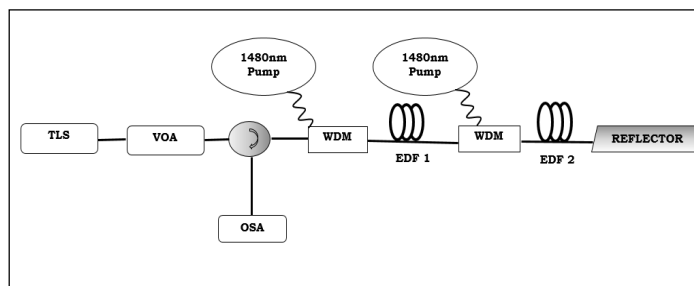 1480nm
Pump
1480nm
Pump
TLS
VOA
WDM
WDM
REFLECTOR
EDF 1
EDF 2
OSA